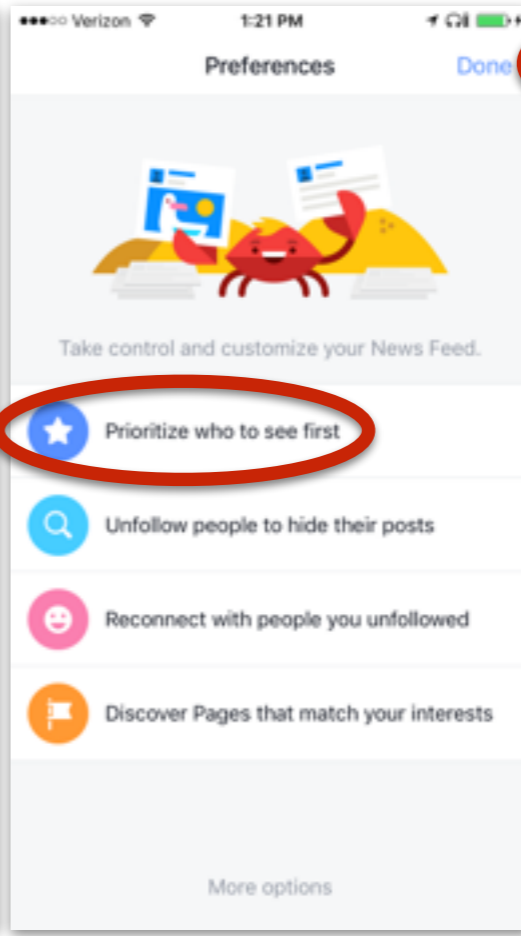 Verizon 1:21 PM
Preferences Done
Take control and customize your News Feed.
Prioritize who to see first
Unfollow people to hide their posts
Reconnect with people you unfollowed
Discover Pages that match your interests
More options